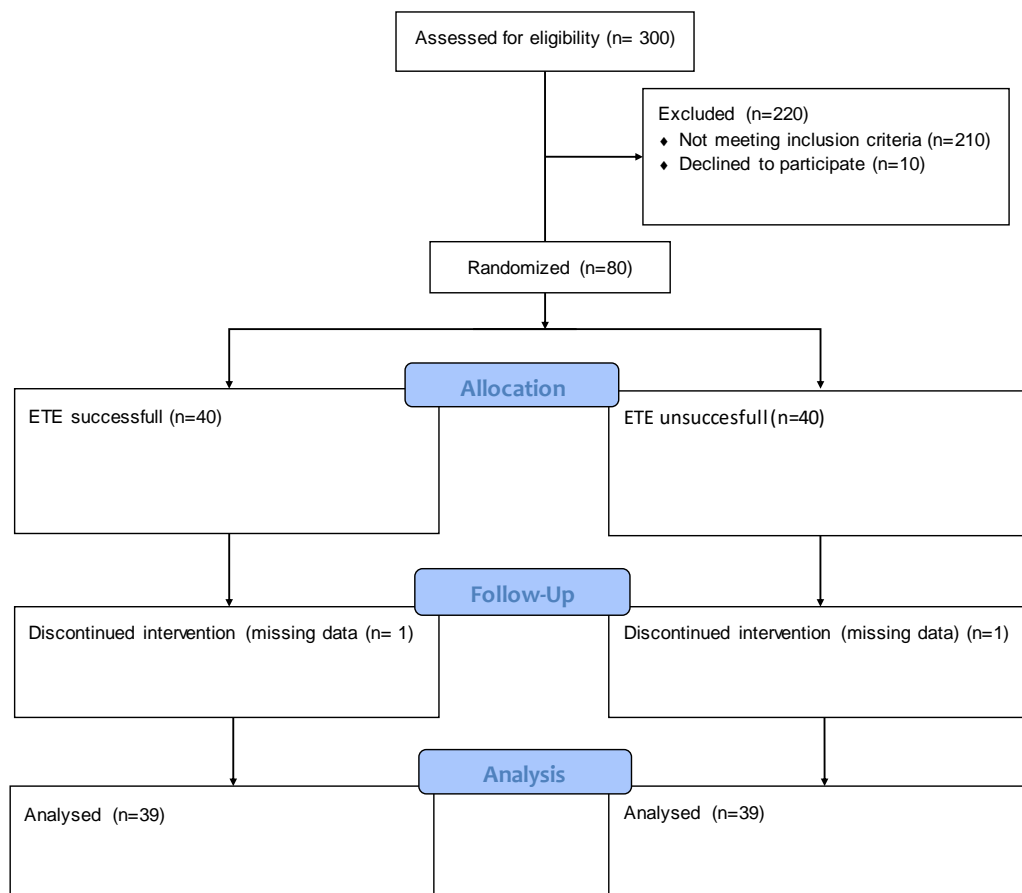 Assessed for eligibility (n= 300)
Excluded (n=220)
♦ Not meeting inclusion criteria (n=210)
♦ Declined to participate (n=10)
Randomized (n=80)
Allocation
ETE successfull (n=40)
ETE unsuccesfull (n=40)
Follow-Up
Discontinued intervention (missing data (n= 1)
Discontinued intervention (missing data) (n=1)
Analysis
Analysed (n=39)
Analysed (n=39)